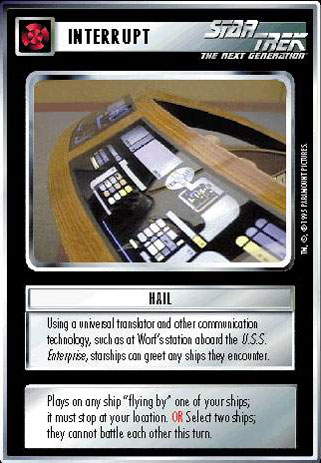 INTERRUPT
STAR TREK
THE NEXT GENERATION
TM, ®, © 1995 PARAMOUNT PICTURES.
HAIL
Using a universal translator and other communication
technology, such as at Worf's station aboard the U.S.S.
Enterprise, starships can greet any ships they encounter.
Plays on any ship "flying by" one of your ships;
it must stop at your location. OR Select two ships;
they cannot battle each other this turn.